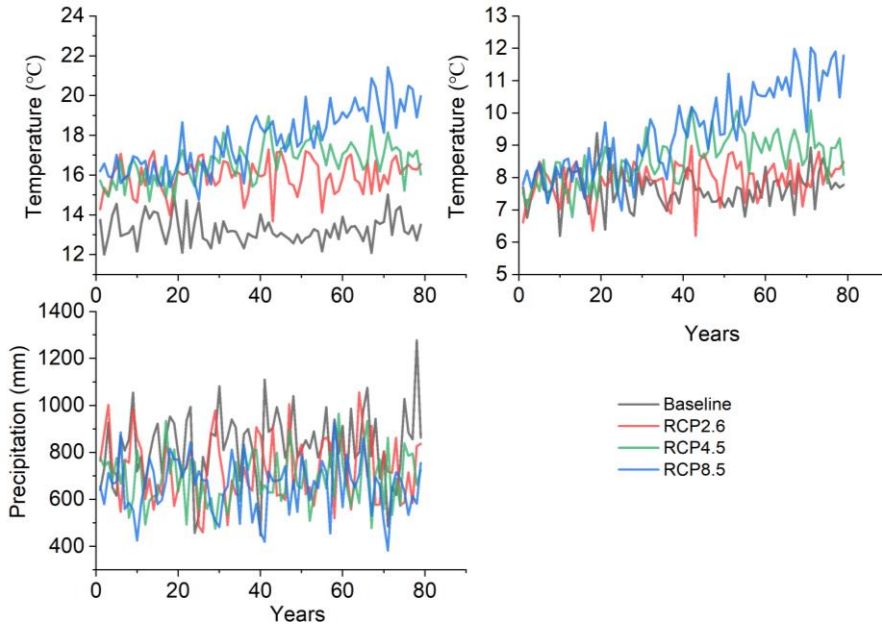 24
22
20
18
16
14
12
Temperature (℃)
0 20 40 60 80
13
12
11
10
9
8
7
6
5
Temperature (℃)
0 20 40 60 80
Years
1400
1200
1000
800
600
400
Precipitation (mm)
0 20 40 60 80
Years
Baseline
RCP2.6
RCP4.5
RCP8.5